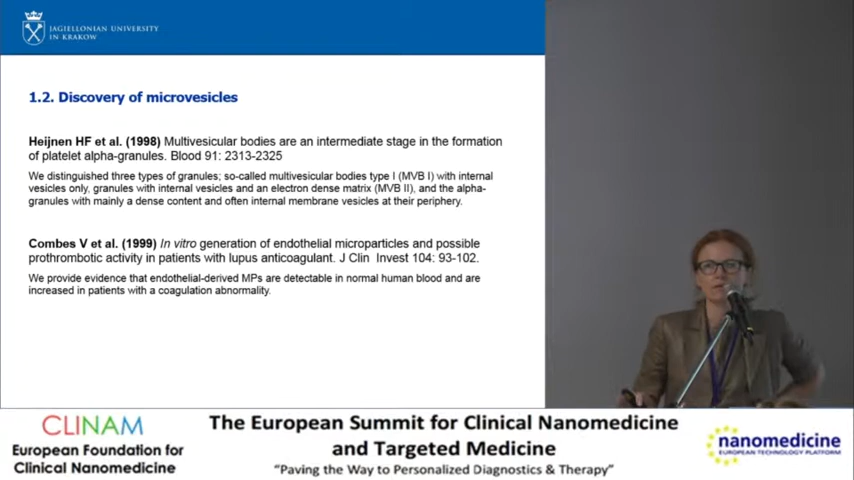 JAGIELLONIAN UNIVERSITY
IN KRAKOW
1.2. Discovery of microvesicles
Heijnen HF et al. (1998) Multivesicular bodies are an intermediate stage in the formation
of platelet alpha-granules. Blood 91: 2313-2325
We distinguished three types of granules; so-called multivesicular bodies type I (MVB I) with internal
vesicles only, granules with internal vesicles and an electron dense matrix (MVB II), and the alpha-
granules with mainly a dense content and often internal membrane vesicles at their periphery.
Combes V et al. (1999) In vitro generation of endothelial microparticles and possible
prothrombotic activity in patients with lupus anticoagulant. J Clin Invest 104: 93-102.
We provide evidence that endothelial-derived MPs are detectable in normal human blood and are
increased in patients with a coagulation abnormality.
CLINAM
European Foundation for
Clinical Nanomedicine
The European Summit for Clinical Nanomedicine
and Targeted Medicine
"Paving the Way to Personalized Diagnostics & Therapy"
nanomedicine
EUROPEAN TECHNOLOGY PLATFORM